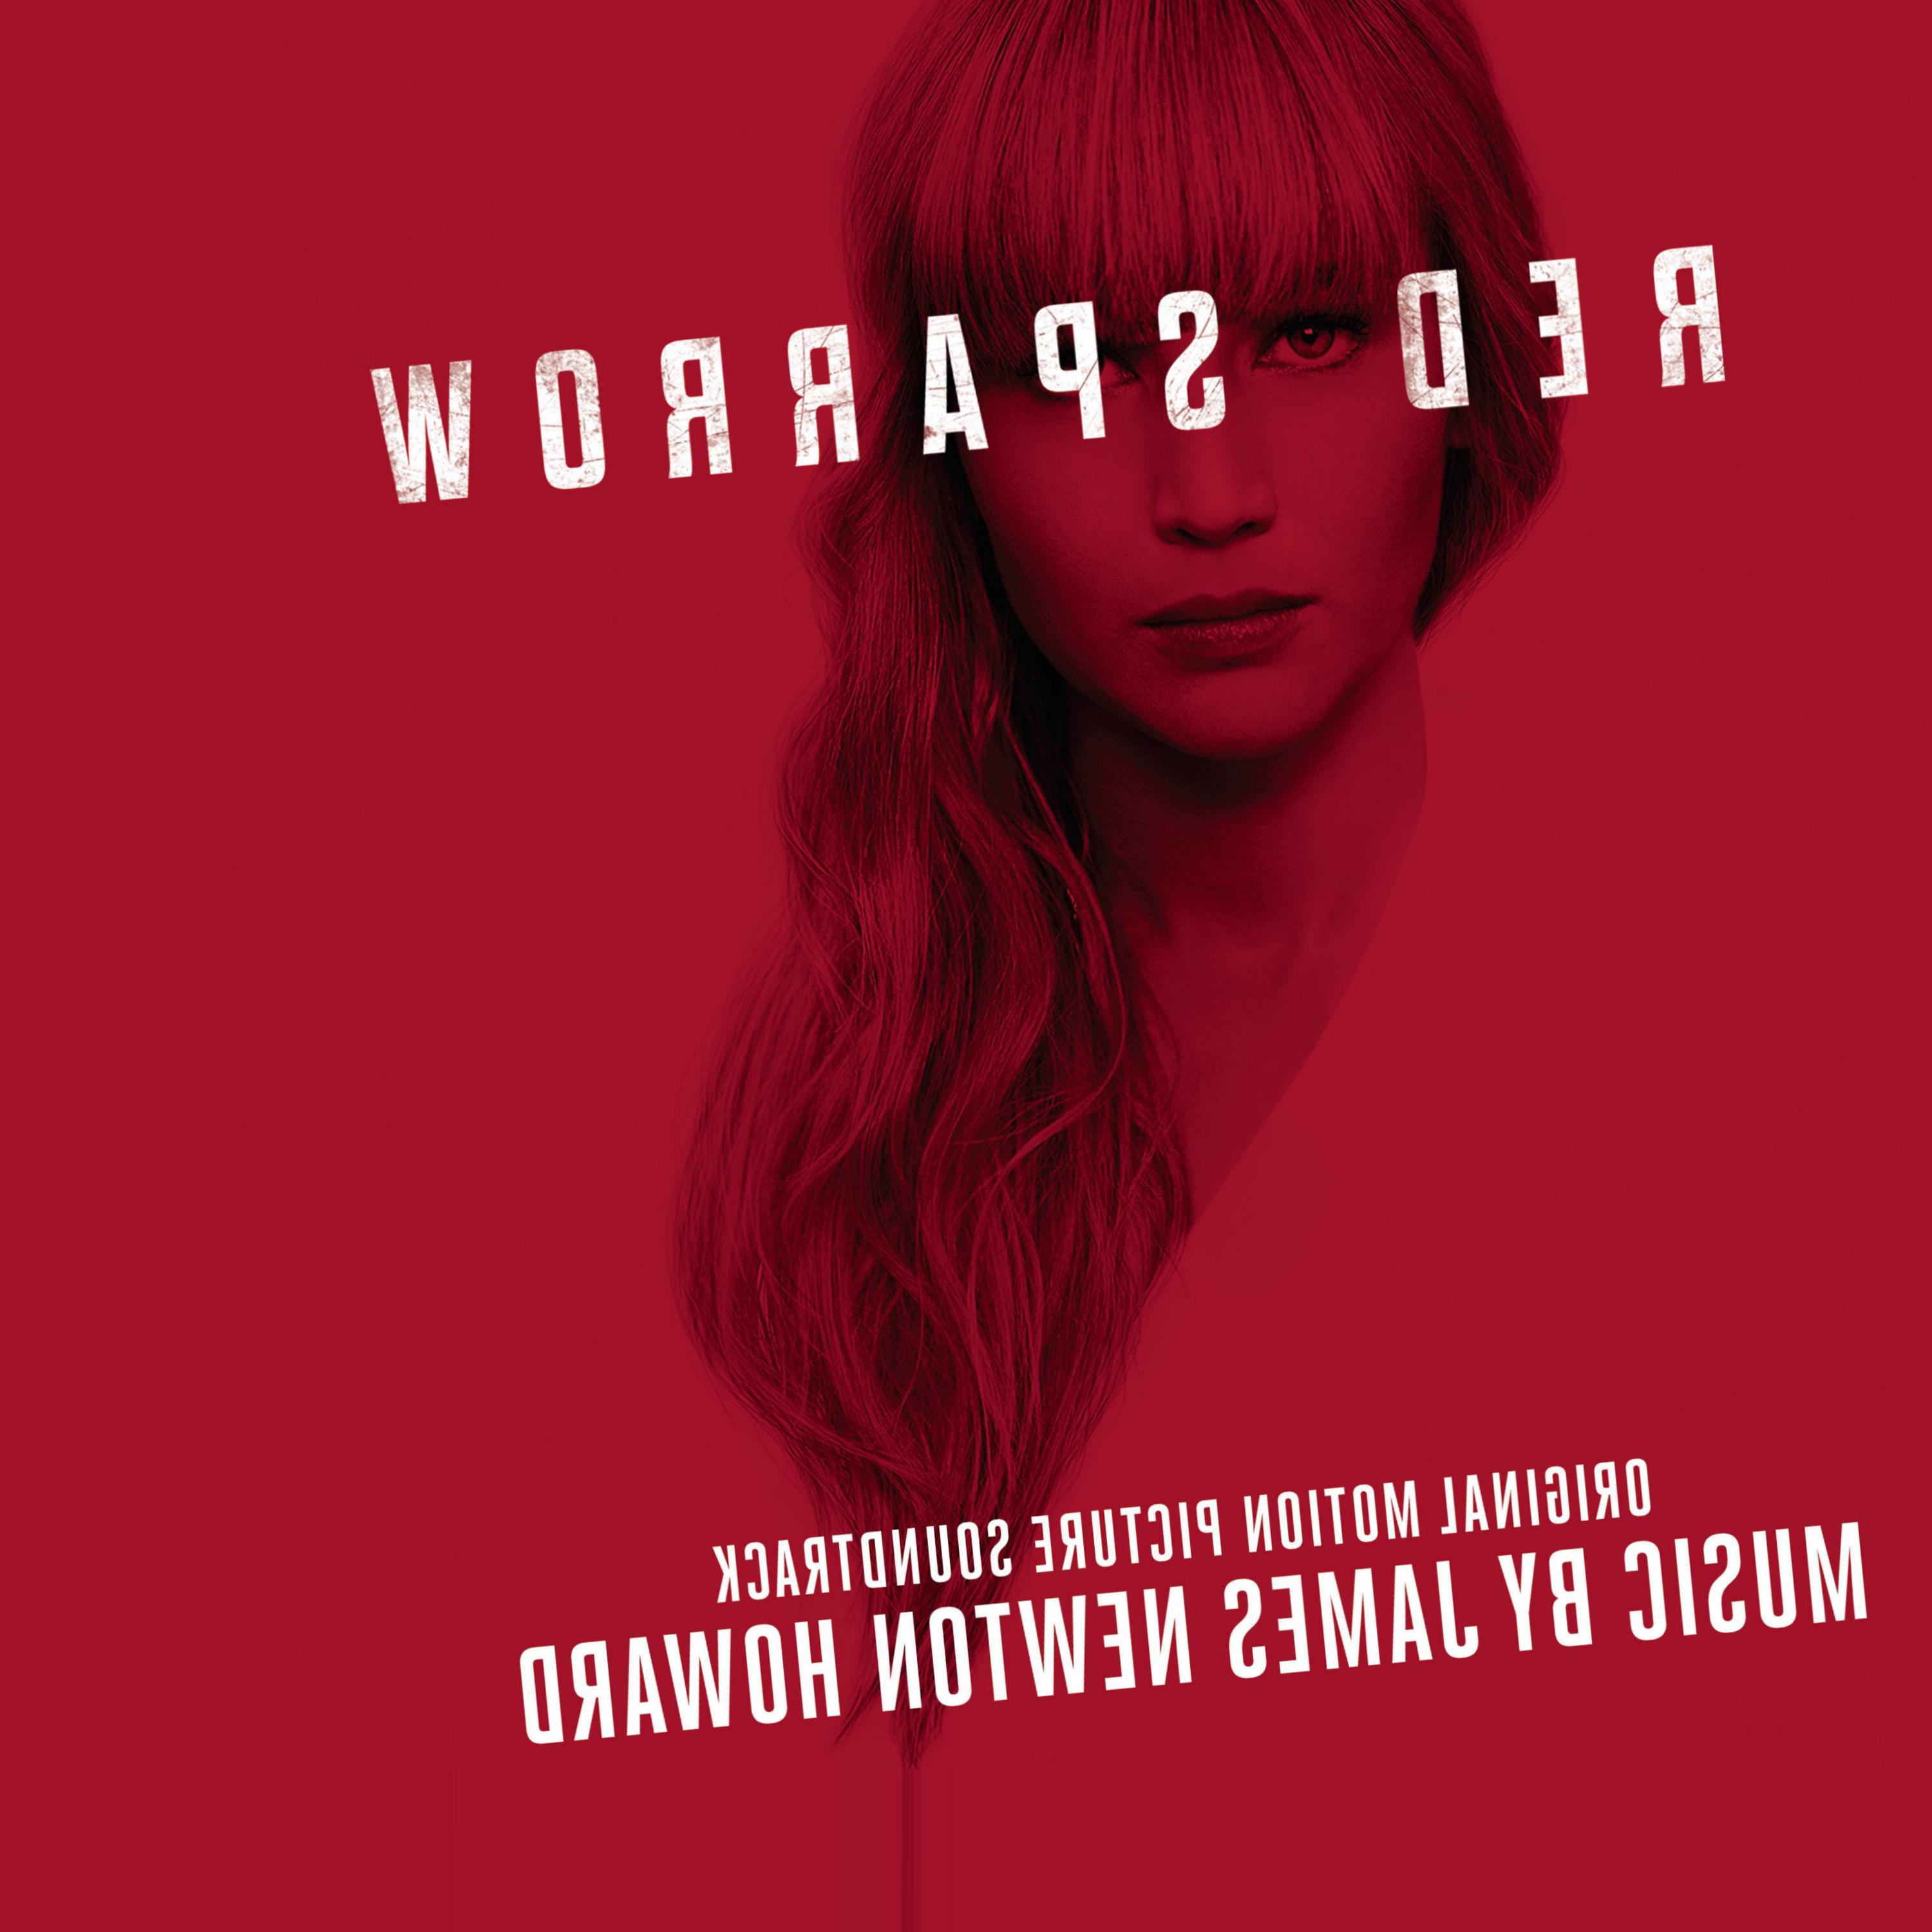 RED SPARROW
ORIGINAL MOTION PICTURE SOUNDTRACK
MUSIC BY JAMES NEWTON HOWARD